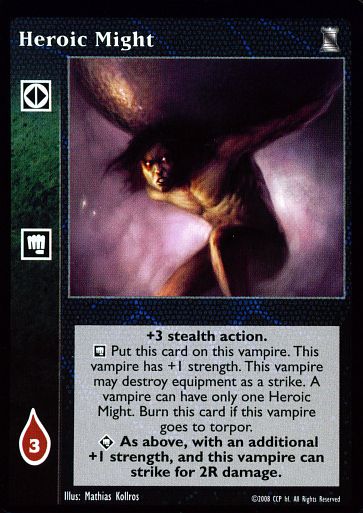 Heroic Might
+3 stealth action.
Put this card on this vampire. This
vampire has +1 strength. This vampire
may destroy equipment as a strike. A
vampire can have only one Heroic
Might. Burn this card if this vampire
goes to torpor.
As above, with an additional
+1 strength, and this vampire can
strike for 2R damage.
3
Illus: Mathias Kollros
©2008 CCP hf. All Rights Reserved